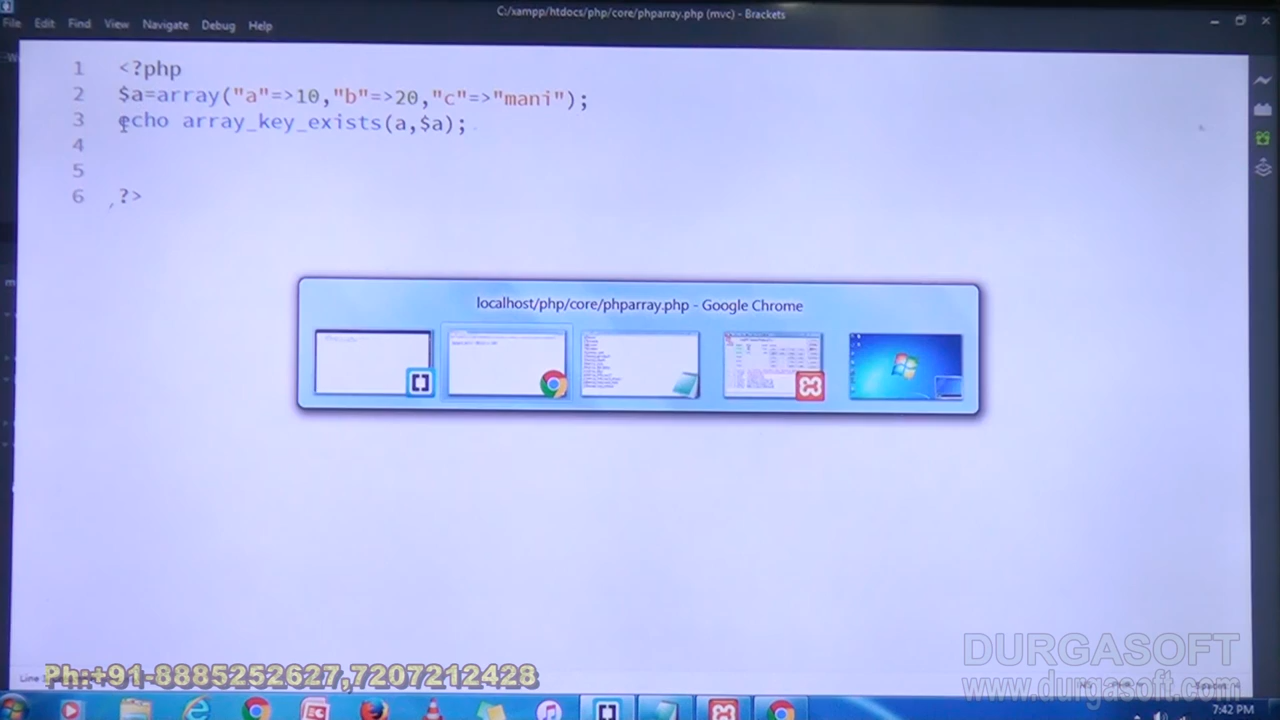 C:/xampp/htdocs/php/core/phparray.php (mvc) - Brackets
File Edit Find View Navigate Debug Help
1 <?php
2 $a=array("a"=>10,"b"=>20,"c"=>"mani");
3 echo array_key_exists(a,$a);
4
5
6 ?>
localhost/php/core/phparray.php - Google Chrome
DURGASOFT
www.durgasoft.com
Ph:+91-8885252627,7207212428
Line
7:42 PM